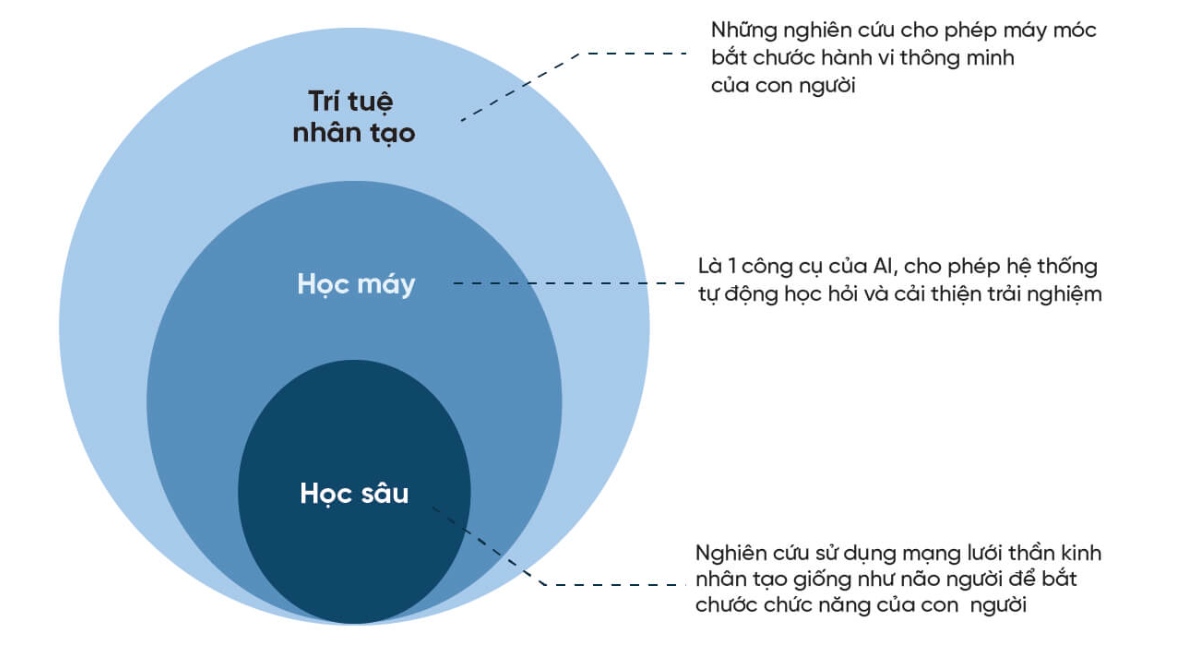 Trí tuệ
nhân tạo
Những nghiên cứu cho phép máy móc
bắt chước hành vi thông minh
của con người
Học máy
Là 1 công cụ của AI, cho phép hệ thống
tự động học hỏi và cải thiện trải nghiệm
Học sâu
Nghiên cứu sử dụng mạng lưới thần kinh
nhân tạo giống như não người để bắt
chước chức năng của con người